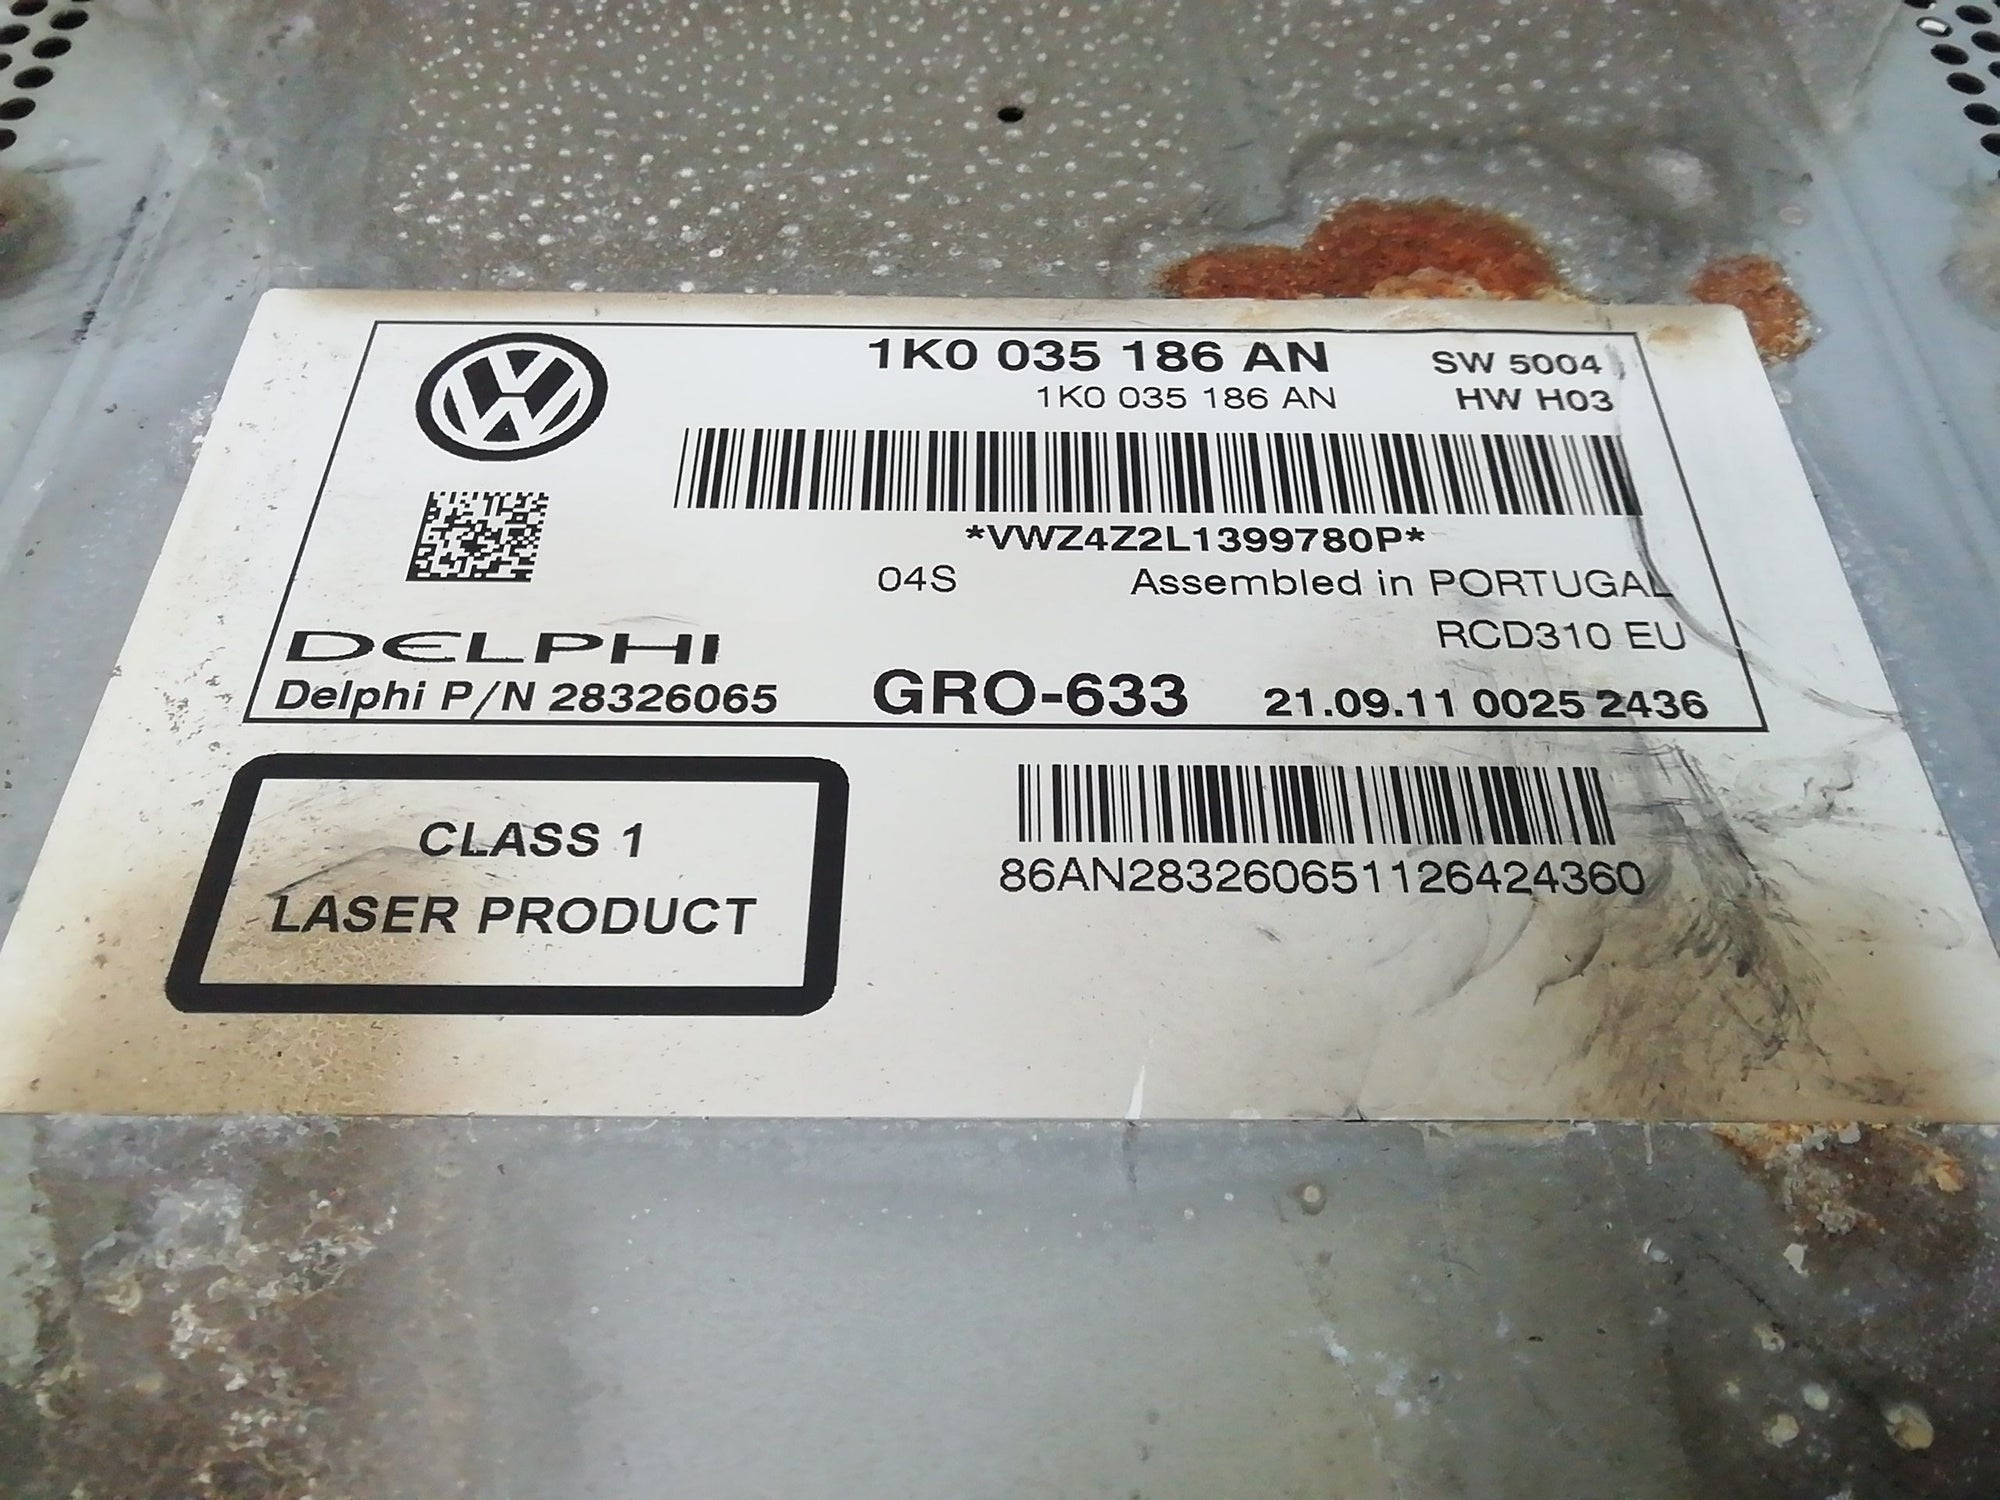 1K0 035 186 AN SW 5004
1K0 035 186 AN HW H03
*VWZ4Z2L1399780P*
04S Assembled in PORTUGAL
RCD310 EU
DELPHI
Delphi P/N 28326065 GRO-633 21.09.11 0025 2436
CLASS 1
LASER PRODUCT
86AN283260651126424360